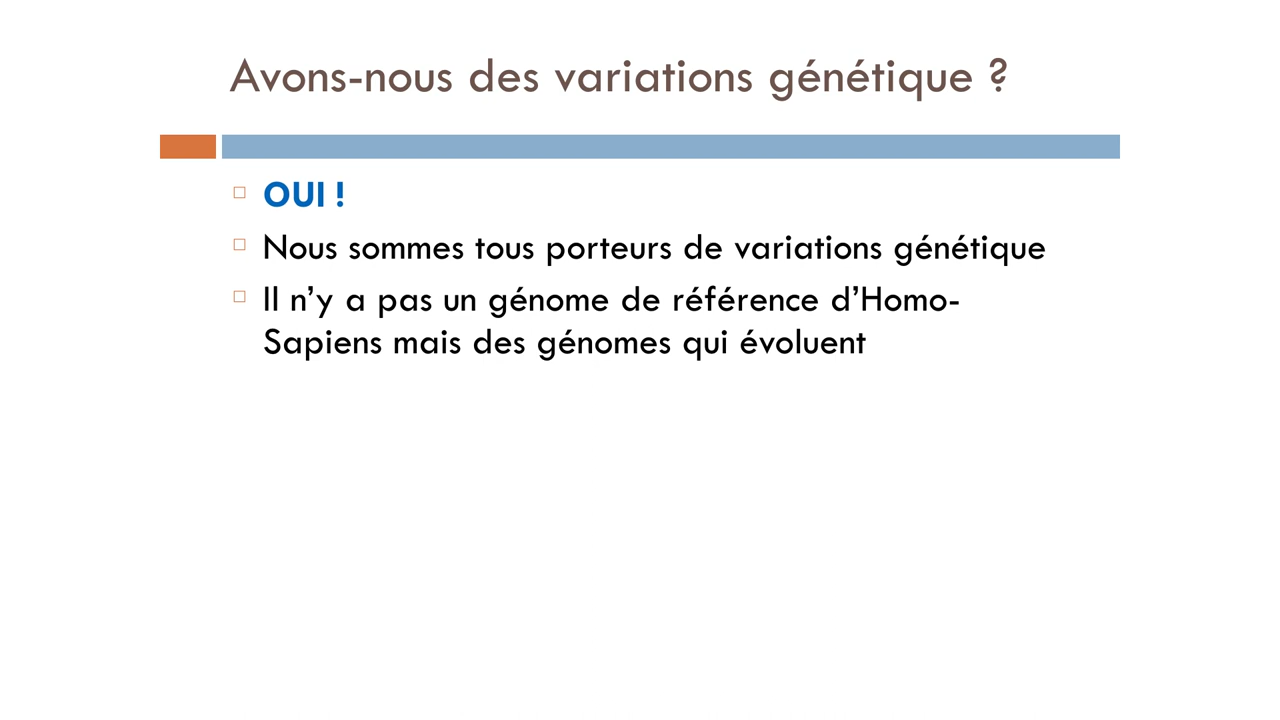 Avons-nous des variations génétique ?
OUI !
Nous sommes tous porteurs de variations génétique
Il n’y a pas un génome de référence d’Homo-
Sapiens mais des génomes qui évoluent